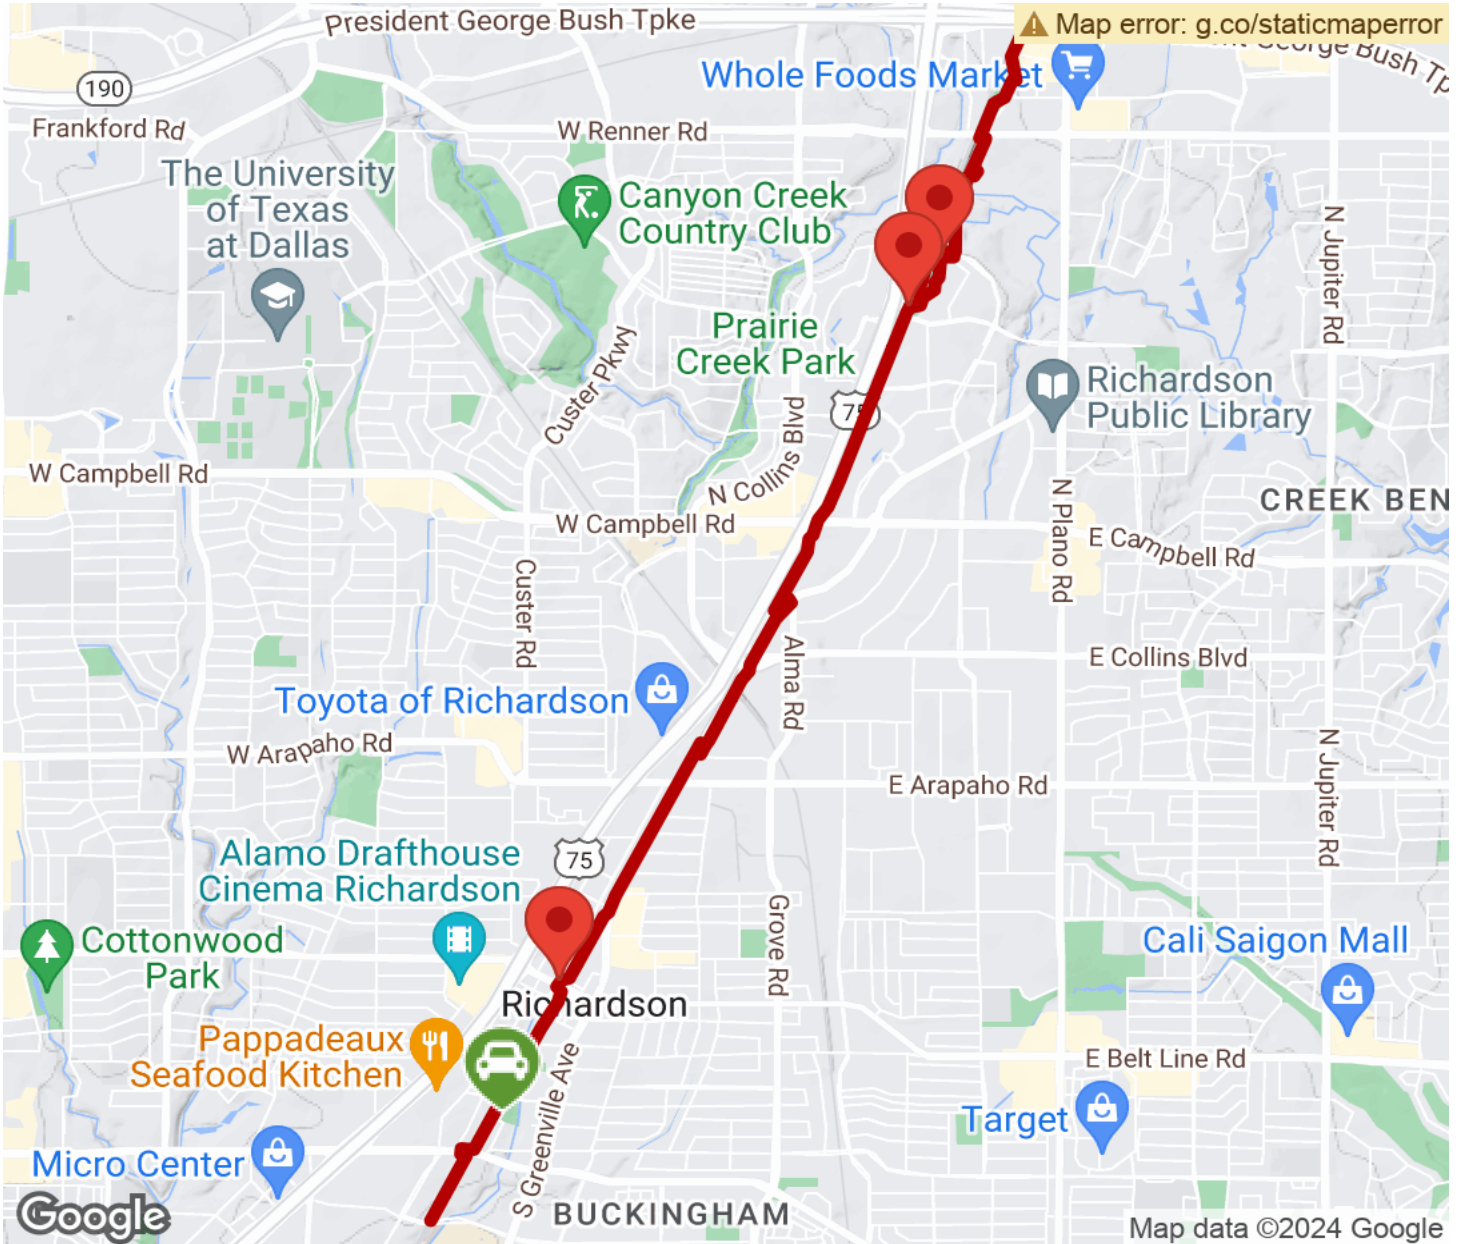 President George Bush Tpke
Map error: g.co/staticmaperror
George Bush Tp
Whole Foods Market
190
Frankford Rd
W Renner Rd
The University
of Texas
at Dallas
Canyon Creek
Country Club
N Jupiter Rd
Prairie
Creek Park
Custer Pkwy
75
Richardson
Public Library
N Collins Blvd
W Campbell Rd
W Campbell Rd
N Plano Rd
CREEK BEN
E Campbell Rd
Custer Rd
Alma Rd
E Collins Blvd
Toyota of Richardson
W Arapaho Rd
E Arapaho Rd
N Jupiter Rd
Alamo Drafthouse
Cinema Richardson
75
Grove Rd
Cottonwood
Park
Cali Saigon Mall
Richardson
Pappadeaux
Seafood Kitchen
E Belt Line Rd
S Greenville Ave
Target
Micro Center
BUCKINGHAM
Google
Map data ©2024 Google